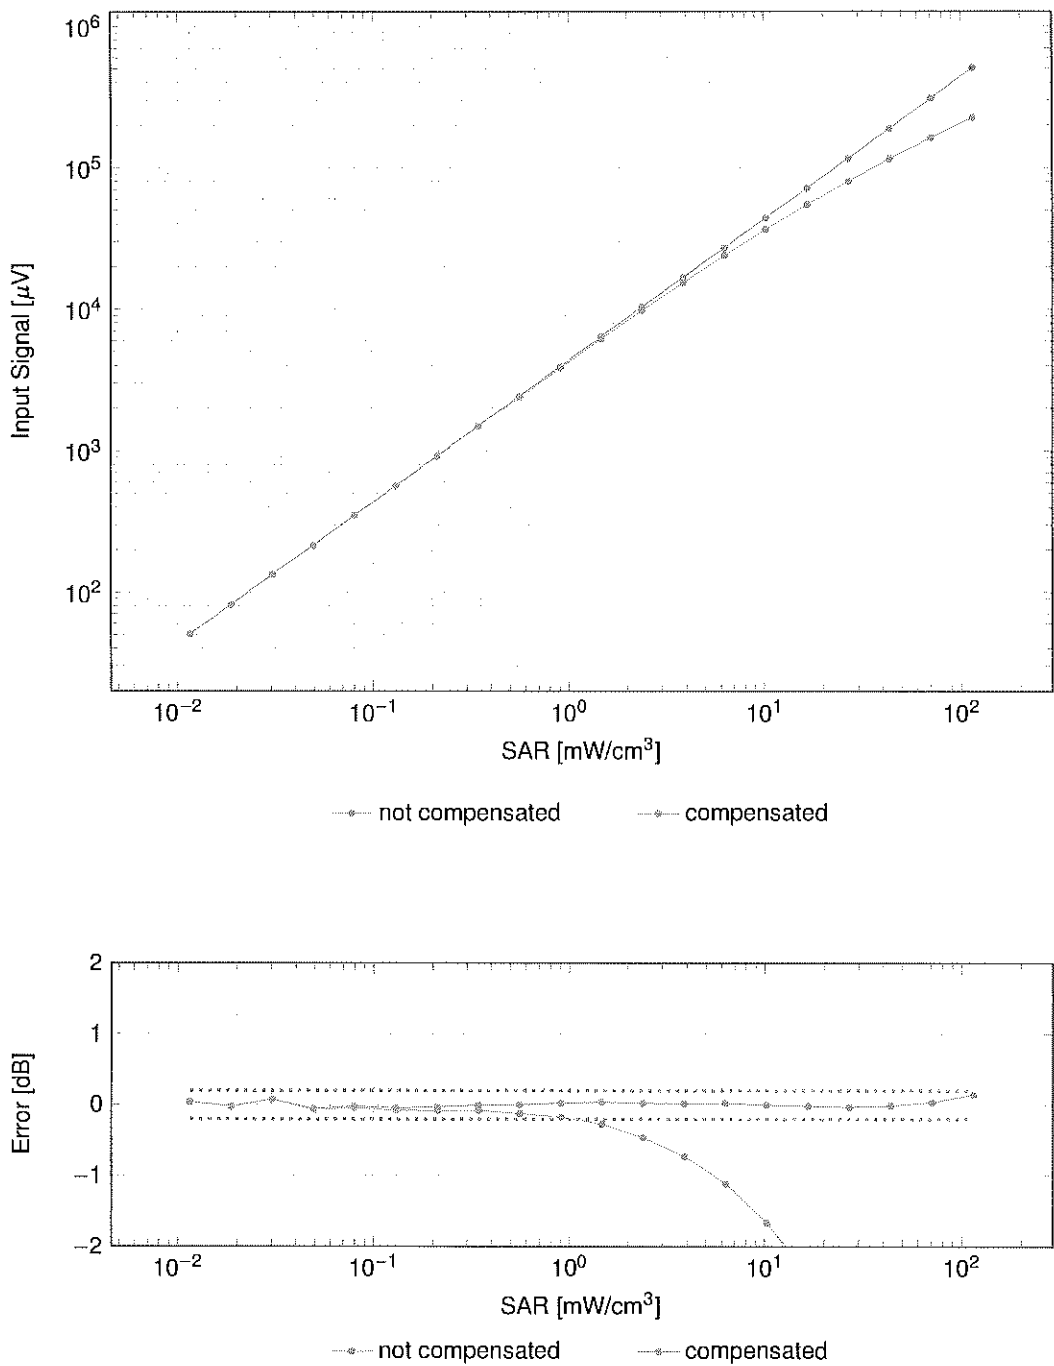 10⁶
10⁵
10⁴
10³
10²
Input Signal [μV]
10⁻² 10⁻¹ 10⁰ 10¹ 10²
SAR [mW/cm³]
not compensated compensated
2
1
0
−1
−2
Error [dB]
10⁻² 10⁻¹ 10⁰ 10¹ 10²
SAR [mW/cm³]
not compensated compensated